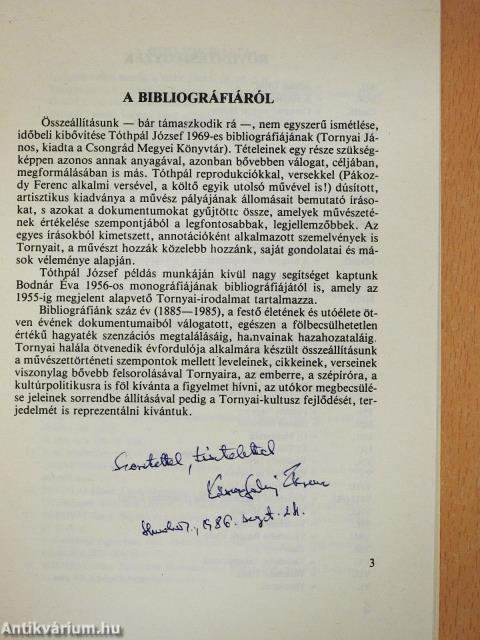 A BIBLIOGRÁFIÁRÓL
Összeállításunk — bár támaszkodik rá —, nem egyszerű ismétlése,
időbeli kibővítése Tóthpál József 1969-es bibliográfiájának (Tornyai Já-
nos, kiadta a Csongrád Megyei Könyvtár). Tételeinek egy része szükség-
képpen azonos annak anyagával, azonban bővebben válogat, céljában,
megformálásában is más. Tóthpál reprodukciókkal, versekkel (Pákoz-
dy Ferenc alkalmi versével, a költő egyik utolsó művével is!) dúsított,
artisztikus kiadványa a művész pályájának állomásait bemutató íráso-
kat, s azokat a dokumentumokat gyűjtötte össze, amelyek művészeté-
nek értékelése szempontjából a legfontosabbak, legjellemzőbbek. Az
egyes írásokból kimetszett, annotációként alkalmazott szemelvények is
Tornyait, a művészt hozzák közelebb hozzánk, saját gondolatai és má-
sok véleménye alapján.
Tóthpál József példás munkáján kívül nagy segítséget kaptunk
Bodnár Éva 1956-os monográfiájának bibliográfiájától is, amely az
1955-ig megjelent alapvető Tornyai-irodalmat tartalmazza.
Bibliográfiánk száz év (1885—1985), a festő életének és utóélete öt-
ven évének dokumentumaiból válogatott, egészen a fölbecsülhetetlen
értékű hagyaték szenzációs megtalálásáig, hamvainak hazahozataláig.
Tornyai halála ötvenedik évfordulója alkalmára készült összeállításunk
a művészettörténeti szempontok mellett leveleinek, cikkeinek, verseinek
viszonylag bővebb felsorolásával Tornyaira, az emberre, a szépíróra, a
kultúrpolitikusra is föl kívánta a figyelmet hívni, az utókor megbecsülé-
se jeleinek sorrendbe állításával pedig a Tornyai-kultusz fejlődését, ter-
jedelmét is reprezentálni kívántuk.
Szeretettel, tisztelettel
1986. szept.
3
Antikvárium.hu